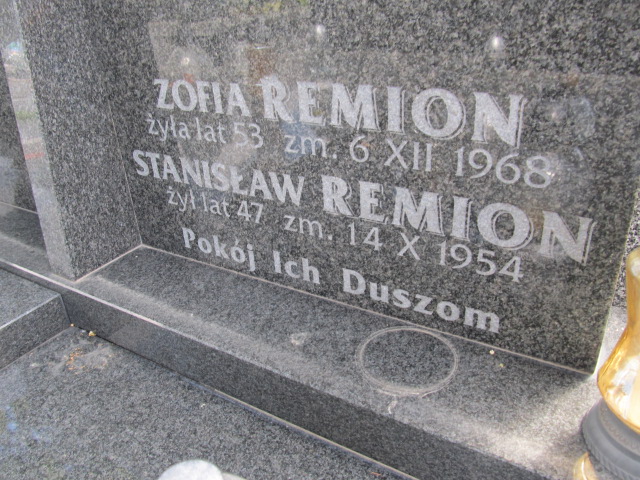 ZOFIA REMION
żyła lat 53 zm. 6 XII 1968
STANISŁAW REMION
żył lat 47 zm. 14 X 1954
Pokój Ich Duszom